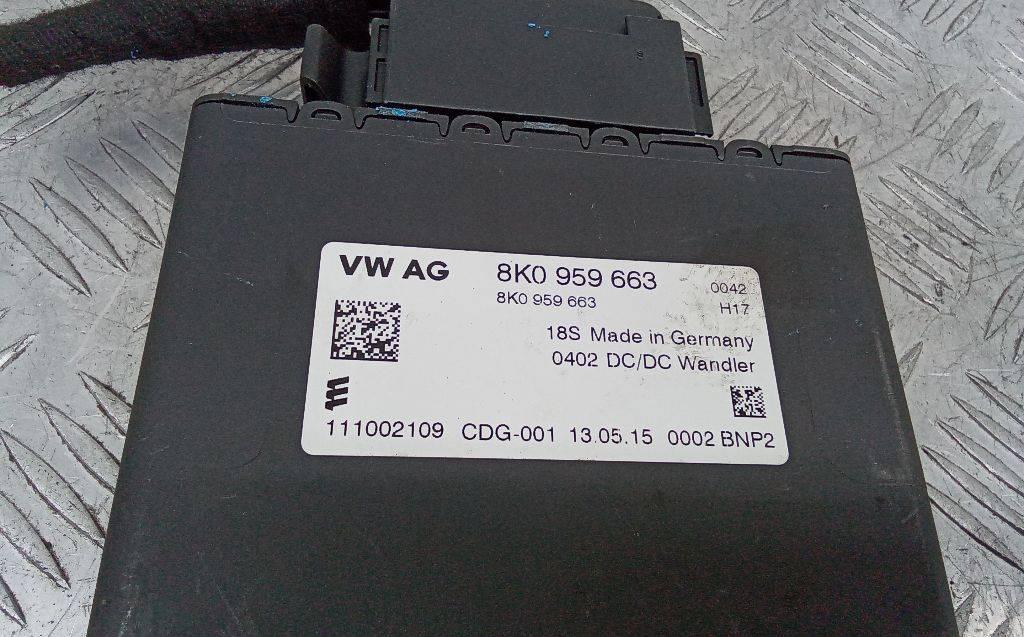 VW AG 8K0 959 663 0042
8K0 959 663 H17
18S Made in Germany
0402 DC/DC Wandler
111002109 CDG-001 13.05.15 0002 BNP2